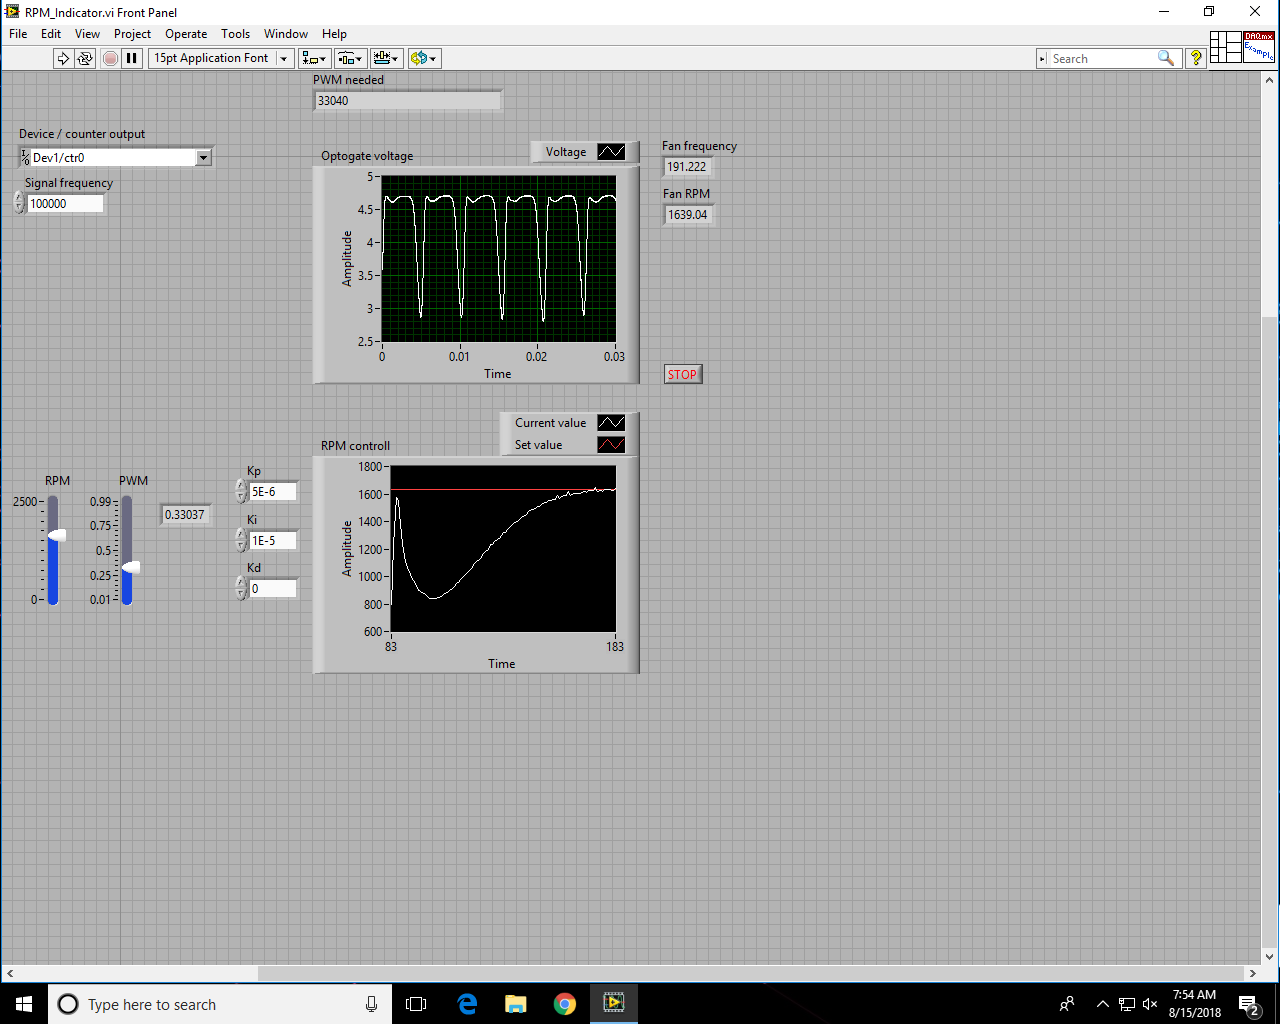 RPM_Indicator.vi Front Panel
File Edit View Project Operate Tools Window Help
15pt Application Font
Search
?
DAQmx
Example
PWM needed
33040
Device / counter output
Dev1/ctr0
Signal frequency
100000
Optogate voltage
Voltage
5
4.5
4
3.5
3
2.5
Amplitude
0 0.01 0.02 0.03
Time
Fan frequency
191.222
Fan RPM
1639.04
STOP
RPM controll
Current value
Set value
1800
1600
1400
1200
1000
800
600
Amplitude
83 183
Time
RPM
2500
0
PWM
0.99
0.75
0.5
0.25
0.01
0.33037
Kp
5E-6
Ki
1E-5
Kd
0
Type here to search
7:54 AM
8/15/2018
2